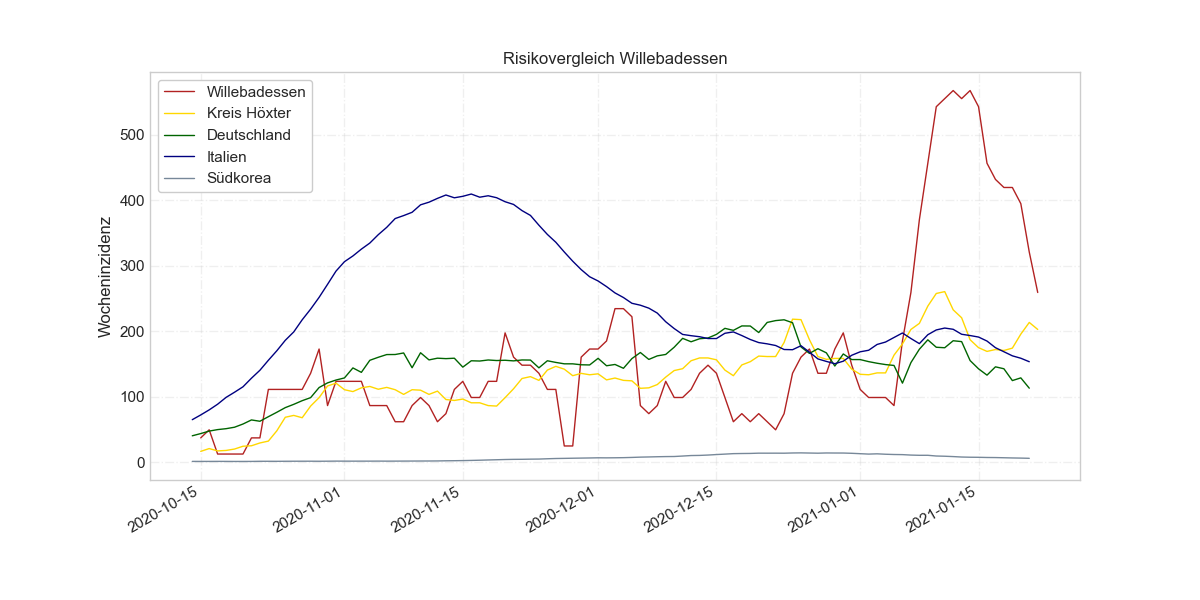 Risikovergleich Willebadessen
Willebadessen
Kreis Höxter
Deutschland
Italien
Südkorea
Wocheninzidenz
500
400
300
200
100
0
2020-10-15
2020-11-01
2020-11-15
2020-12-01
2020-12-15
2021-01-01
2021-01-15